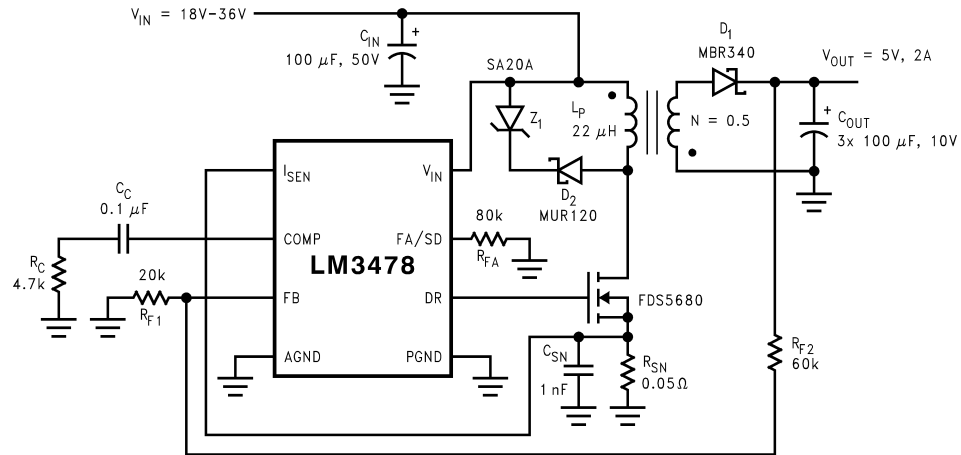 V_IN = 18V-36V
C_IN
100 μF, 50V
+
SA20A
Z_1
D_2
MUR120
L_P
22 μH
N = 0.5
D_1
MBR340
V_OUT = 5V, 2A
+
C_OUT
3x 100 μF, 10V
LM3478
I_SEN
COMP
FB
AGND
V_IN
FA/SD
DR
PGND
C_C
0.1 μF
R_C
4.7k
20k
R_F1
80k
R_FA
FDS5680
C_SN
1 nF
R_SN
0.05Ω
R_F2
60k